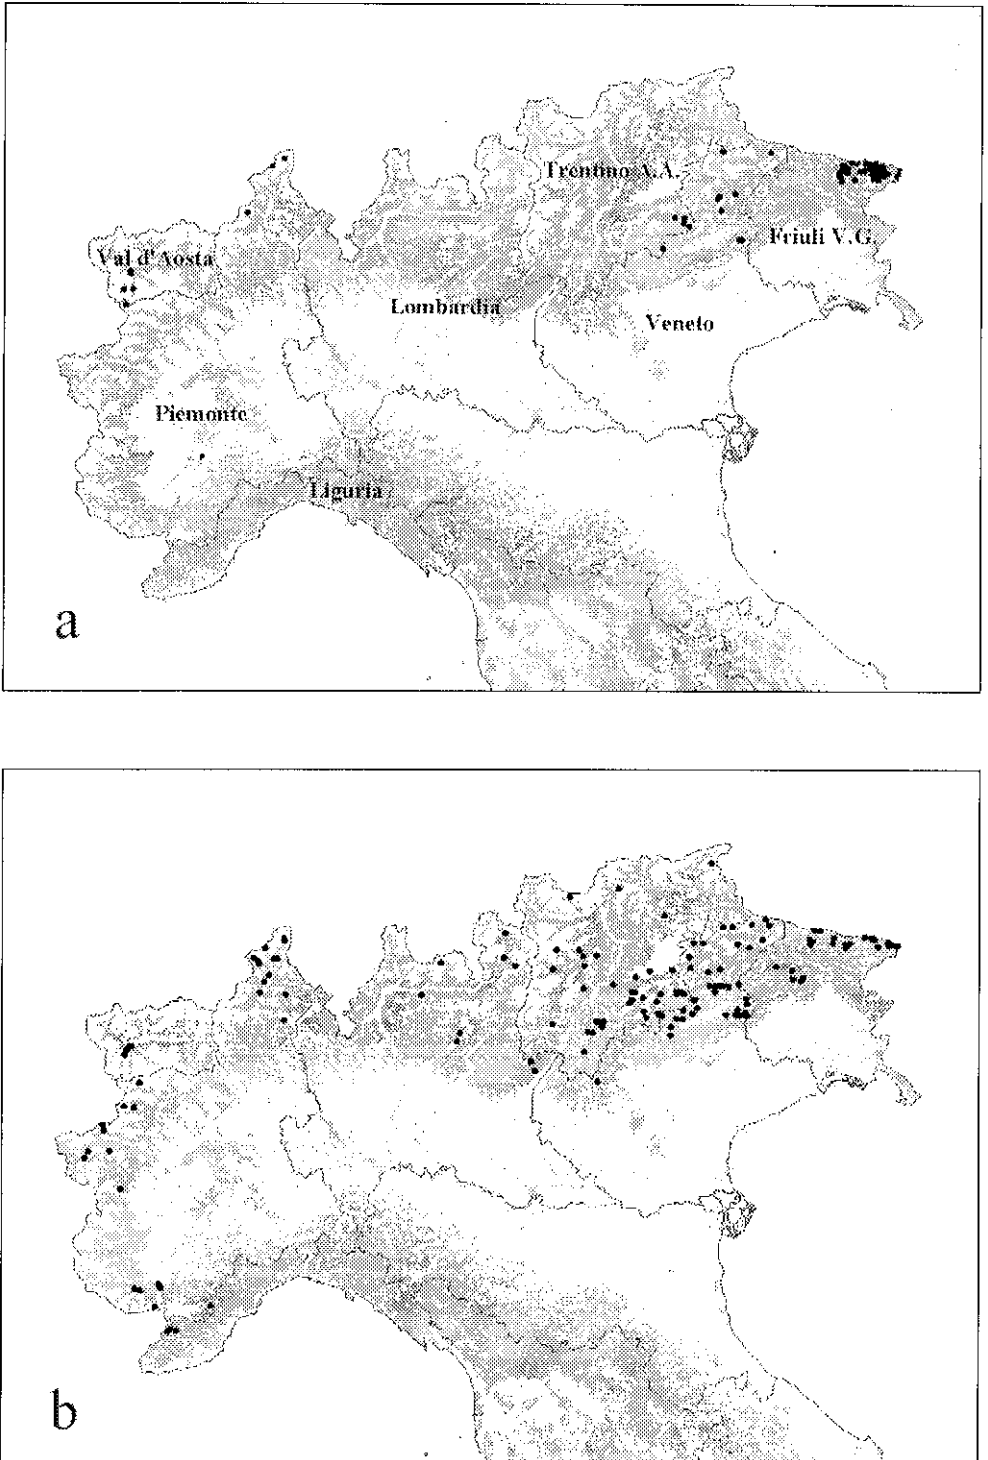 Trentino A.A.
Val d'Aosta
Friuli V.G.
Lombardia
Veneto
Piemonte
Liguria
a
b